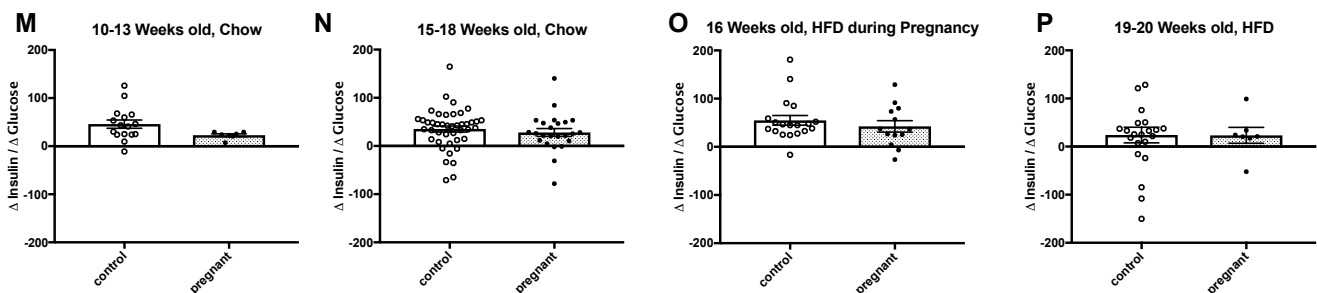 M
10-13 Weeks old, Chow
Δ Insulin / Δ Glucose
200
100
0
-100
-200
control
pregnant
N
15-18 Weeks old, Chow
Δ Insulin / Δ Glucose
200
100
0
-100
-200
control
pregnant
O
16 Weeks old, HFD during Pregnancy
Δ Insulin / Δ Glucose
200
100
0
-100
-200
control
pregnant
P
19-20 Weeks old, HFD
Δ Insulin / Δ Glucose
200
100
0
-100
-200
control
pregnant